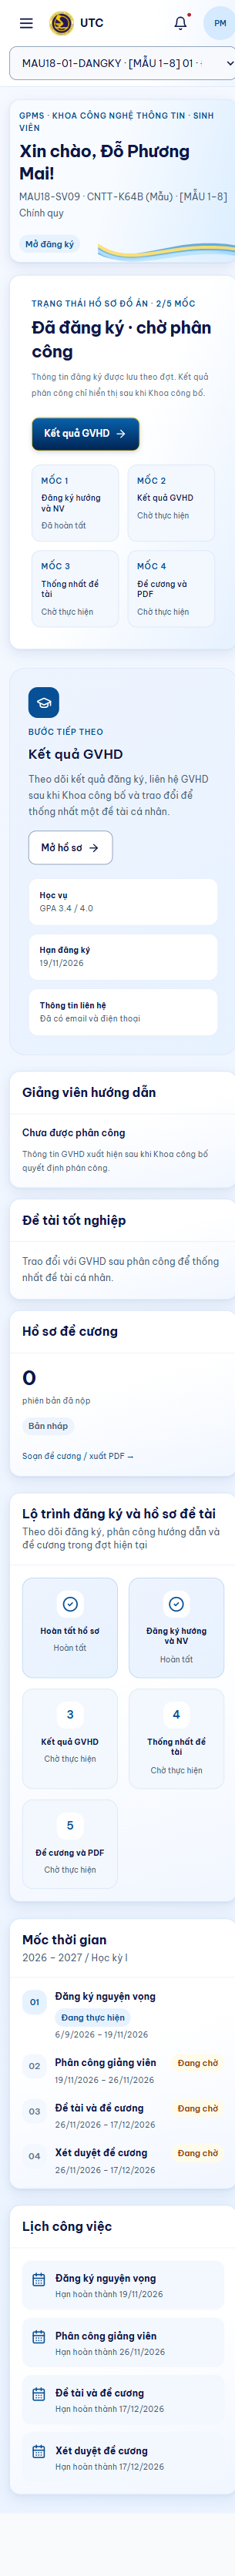 UTC
PM
MAU18-01-DANGKY · [MẪU 1–8] 01 ·
GPMS · KHOA CÔNG NGHỆ THÔNG TIN · SINH
VIÊN
Xin chào, Đỗ Phương
Mai!
MAU18-SV09 · CNTT-K64B (Mẫu) · [MẪU 1–8]
Chính quy
Mở đăng ký
TRẠNG THÁI HỒ SƠ ĐỒ ÁN · 2/5 MỐC
Đã đăng ký · chờ phân
công
Thông tin đăng ký được lưu theo đợt. Kết quả
phân công chỉ hiển thị sau khi Khoa công bố.
Kết quả GVHD →
MỐC 1
Đăng ký hướng
và NV
Đã hoàn tất
MỐC 2
Kết quả GVHD
Chờ thực hiện
MỐC 3
Thống nhất đề
tài
Chờ thực hiện
MỐC 4
Đề cương và
PDF
Chờ thực hiện
BƯỚC TIẾP THEO
Kết quả GVHD
Theo dõi kết quả đăng ký, liên hệ GVHD
sau khi Khoa công bố và trao đổi để
thống nhất một đề tài cá nhân.
Mở hồ sơ →
Học vụ
GPA 3.4 / 4.0
Hạn đăng ký
19/11/2026
Thông tin liên hệ
Đã có email và điện thoại
Giảng viên hướng dẫn
Chưa được phân công
Thông tin GVHD xuất hiện sau khi Khoa công bố
quyết định phân công.
Đề tài tốt nghiệp
Trao đổi với GVHD sau phân công để thống
nhất đề tài cá nhân.
Hồ sơ đề cương
0
phiên bản đã nộp
Bản nháp
Soạn đề cương / xuất PDF →
Lộ trình đăng ký và hồ sơ đề tài
Theo dõi đăng ký, phân công hướng dẫn và
đề cương trong đợt hiện tại
Hoàn tất hồ sơ
Hoàn tất
Đăng ký hướng
và NV
Hoàn tất
3
Kết quả GVHD
Chờ thực hiện
4
Thống nhất đề
tài
Chờ thực hiện
5
Đề cương và PDF
Chờ thực hiện
Mốc thời gian
2026 – 2027 / Học kỳ I
01
Đăng ký nguyện vọng
Đang thực hiện
6/9/2026 – 19/11/2026
02
Phân công giảng viên
Đang chờ
19/11/2026 – 26/11/2026
03
Đề tài và đề cương
Đang chờ
26/11/2026 – 17/12/2026
04
Xét duyệt đề cương
Đang chờ
26/11/2026 – 17/12/2026
Lịch công việc
Đăng ký nguyện vọng
Hạn hoàn thành 19/11/2026
Phân công giảng viên
Hạn hoàn thành 26/11/2026
Đề tài và đề cương
Hạn hoàn thành 17/12/2026
Xét duyệt đề cương
Hạn hoàn thành 17/12/2026